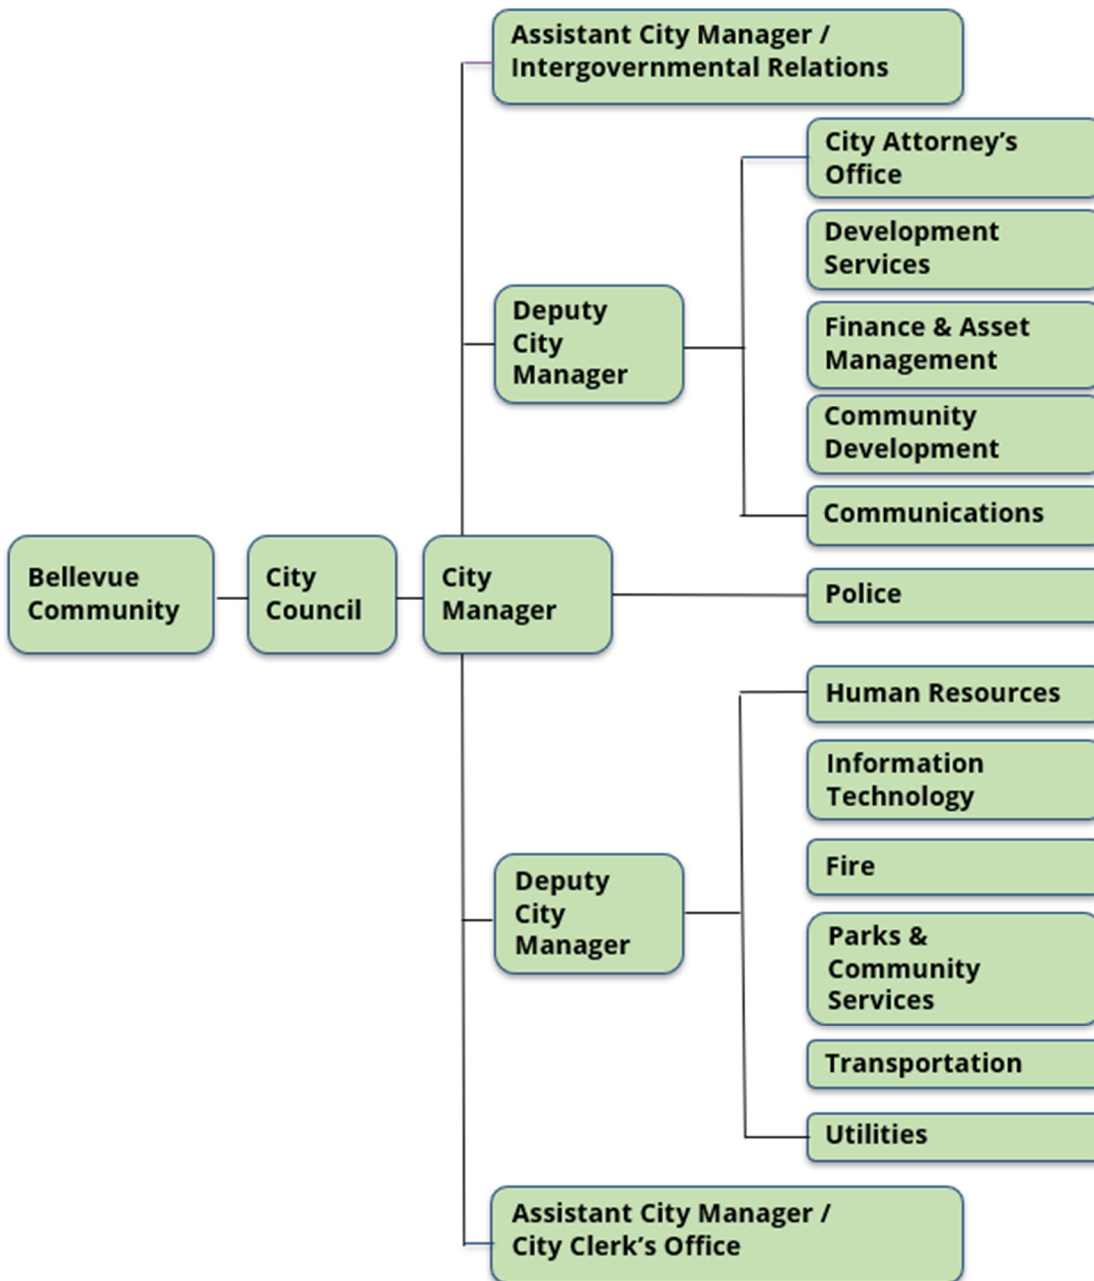 Assistant City Manager /
Intergovernmental Relations
City Attorney’s
Office
Development
Services
Deputy
City
Manager
Finance & Asset
Management
Community
Development
Communications
Bellevue
Community
City
Council
City
Manager
Police
Human Resources
Information
Technology
Deputy
City
Manager
Fire
Parks &
Community
Services
Transportation
Utilities
Assistant City Manager /
City Clerk’s Office